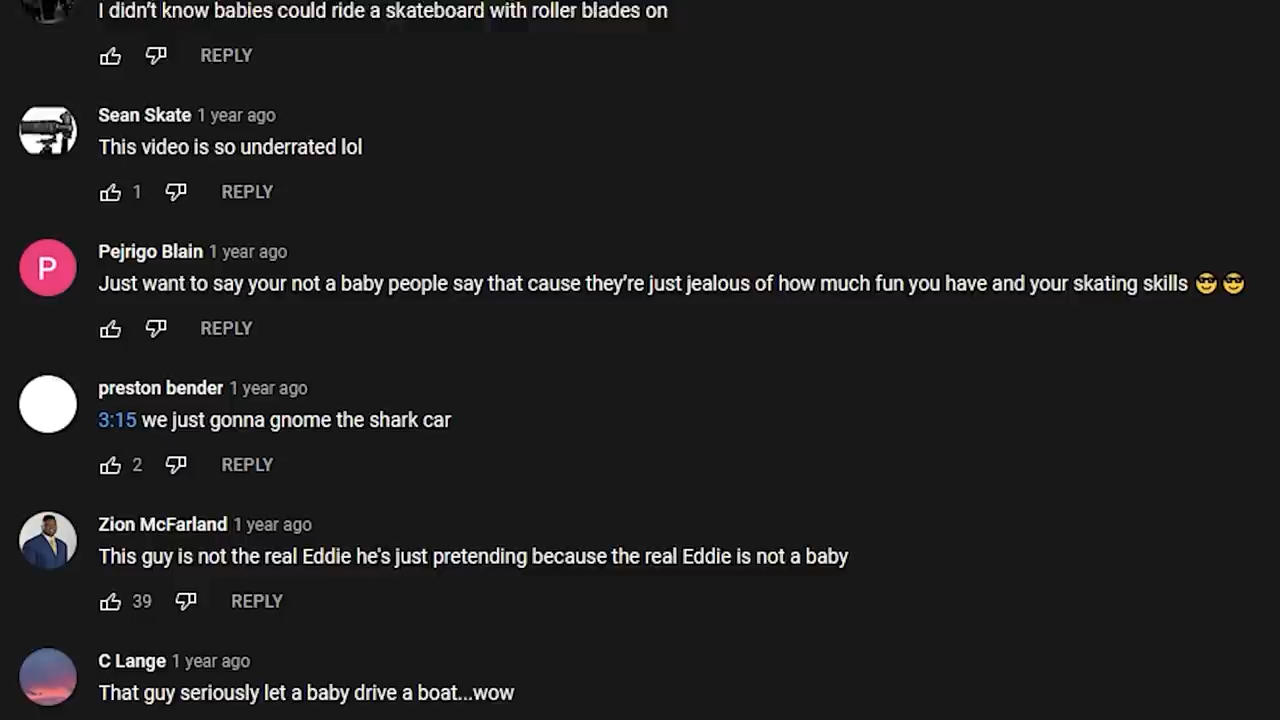 I didn't know babies could ride a skateboard with roller blades on
REPLY
Sean Skate 1 year ago
This video is so underrated lol
1 REPLY
P
Pejrigo Blain 1 year ago
Just want to say your not a baby people say that cause they're just jealous of how much fun you have and your skating skills 😎😎
REPLY
preston bender 1 year ago
3:15 we just gonna gnome the shark car
2 REPLY
Zion McFarland 1 year ago
This guy is not the real Eddie he's just pretending because the real Eddie is not a baby
39 REPLY
C Lange 1 year ago
That guy seriously let a baby drive a boat...wow